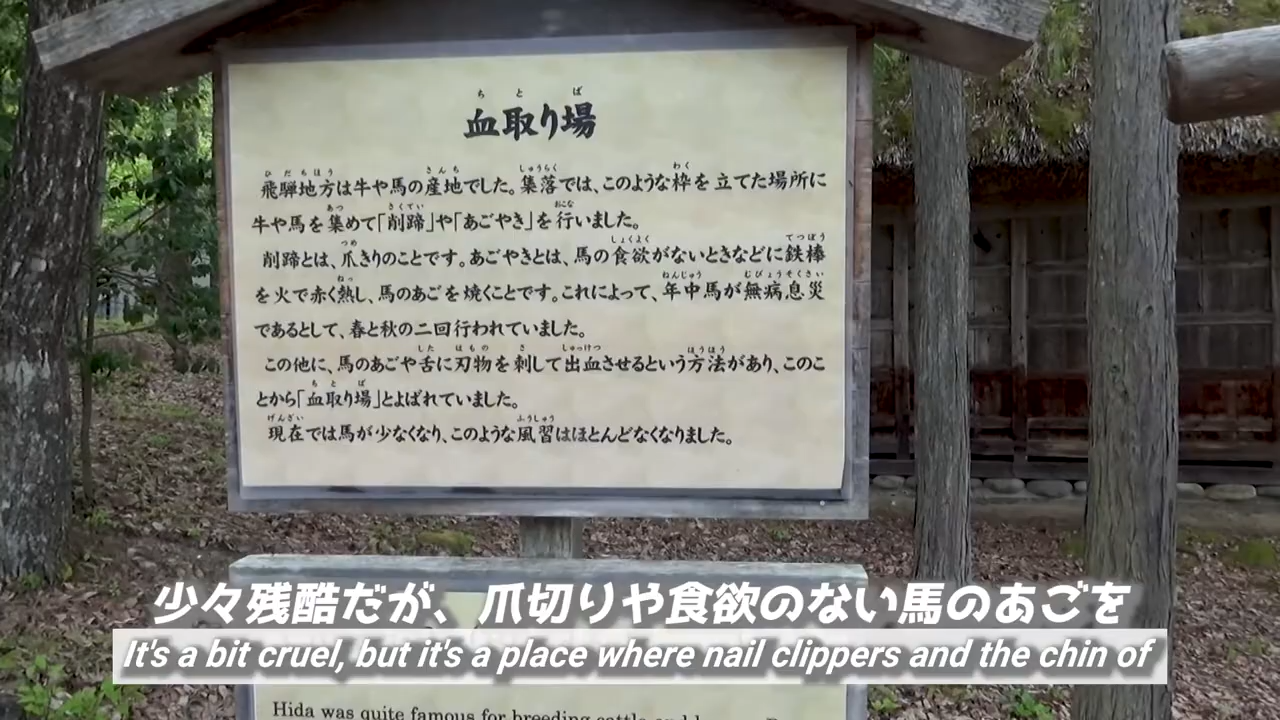 ちとば
血取り場
ひだちほう さんち しゅうらく わく
飛騨地方は牛や馬の産地でした。集落では、このような枠を立てた場所に
あつ さくてい おこな
牛や馬を集めて「削蹄」や「あごやき」を行いました。
つめ しょくよく てつぼう
削蹄とは、爪きりのことです。あごやきとは、馬の食欲がないときなどに鉄棒
ねっ ねんじゅう むびょうそくさい
を火で赤く熱し、馬のあごを焼くことです。これによって、年中馬が無病息災
であるとして、春と秋の二回行われていました。
した はもの さ しゅっけつ ほうほう
この他に、馬のあごや舌に刃物を刺して出血させるという方法があり、このこ
ちとば
とから「血取り場」とよばれていました。
げんざい ふうしゅう
現在では馬が少なくなり、このような風習はほとんどなくなりました。
少々残酷だが、爪切りや食欲のない馬のあごを
It's a bit cruel, but it's a place where nail clippers and the chin of
Hida was quite famous for breeding cattle and